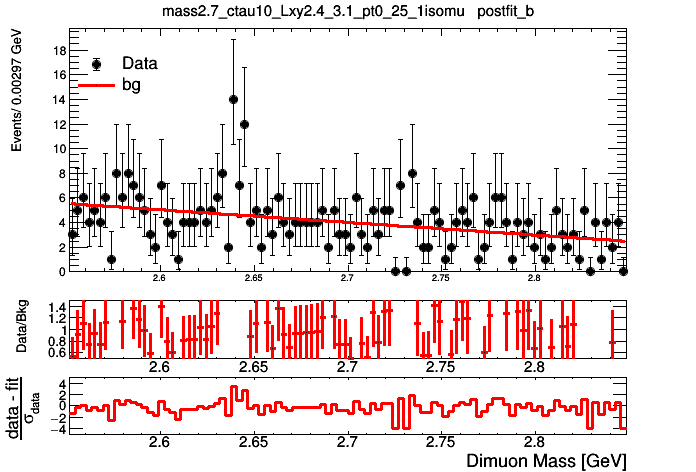 mass2.7_ctau10_Lxy2.4_3.1_pt0_25_1isomu postfit_b
Events/ 0.00297 GeV
18
16
14
12
10
8
6
4
2
0
Data
bg
2.6 2.65 2.7 2.75 2.8
Data/Bkg
1.4
1.2
1
0.8
0.6
2.6 2.65 2.7 2.75 2.8
data - fit
σdata
4
2
0
−2
−4
2.6 2.65 2.7 2.75 2.8
Dimuon Mass [GeV]